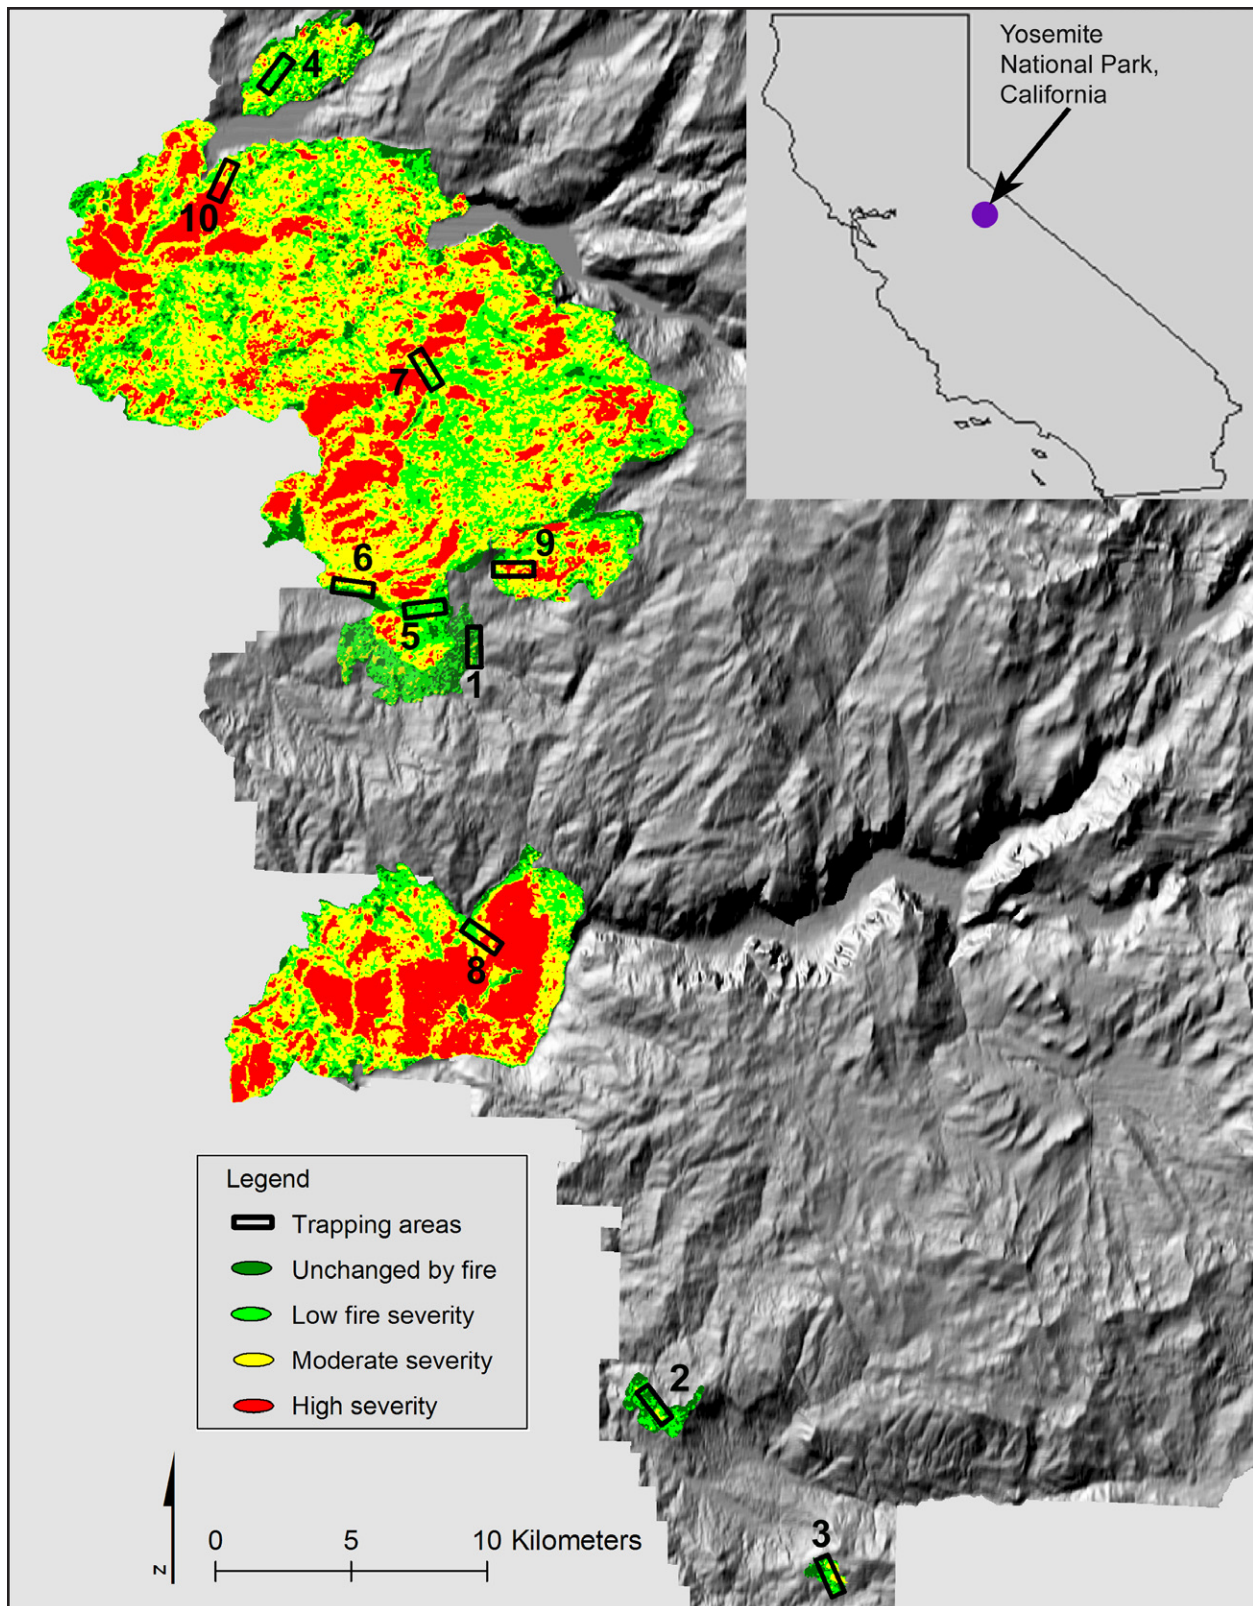 Yosemite
National Park,
California
4
10
7
6
9
5
1
8
Legend
Trapping areas
Unchanged by fire
Low fire severity
Moderate severity
High severity
2
3
z
0 5 10 Kilometers